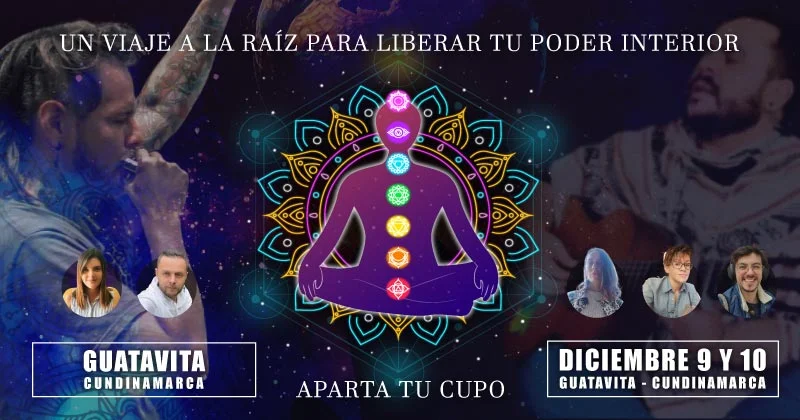 UN VIAJE A LA RAÍZ PARA LIBERAR TU PODER INTERIOR
GUATAVITA
CUNDINAMARCA
APARTA TU CUPO
DICIEMBRE 9 Y 10
GUATAVITA - CUNDINAMARCA